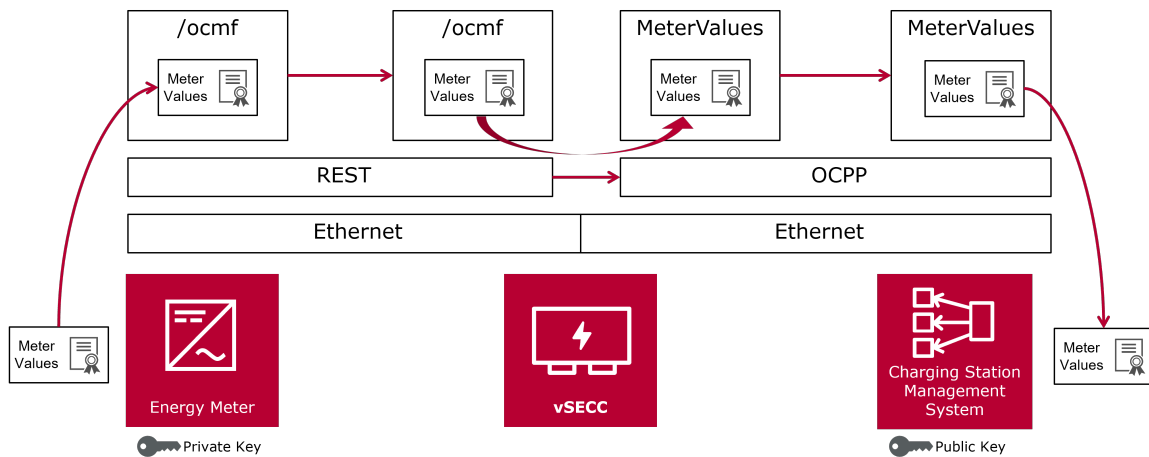 /ocmf
/ocmf
MeterValues
MeterValues
Meter
Values
Meter
Values
Meter
Values
Meter
Values
REST
OCPP
Ethernet
Ethernet
Meter
Values
Energy Meter
vSECC
Charging Station
Management
System
Meter
Values
Private Key
Public Key